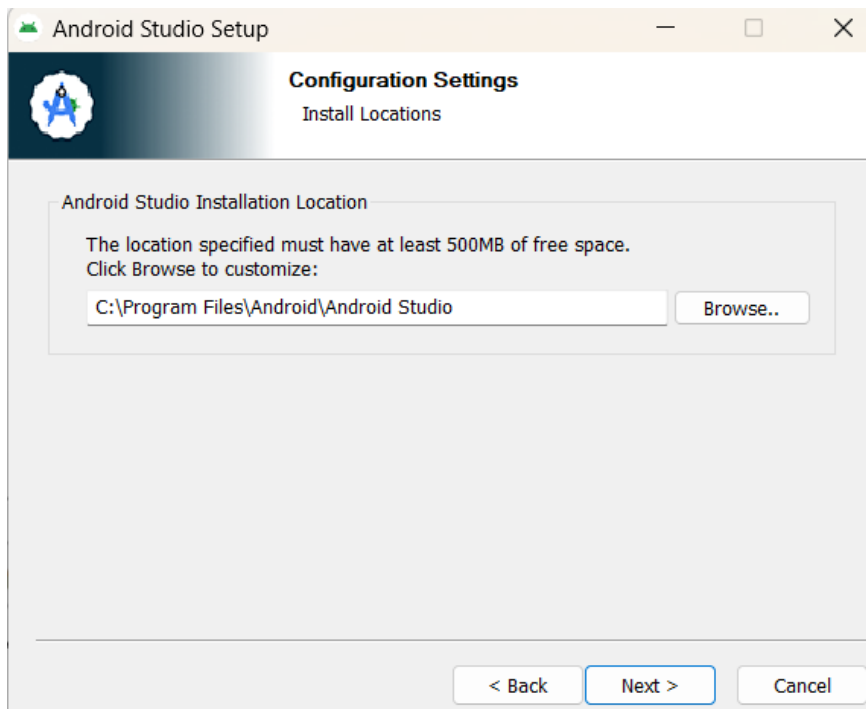 Android Studio Setup
Configuration Settings
Install Locations
Android Studio Installation Location
The location specified must have at least 500MB of free space.
Click Browse to customize:
C:\Program Files\Android\Android Studio
Browse..
< Back
Next >
Cancel